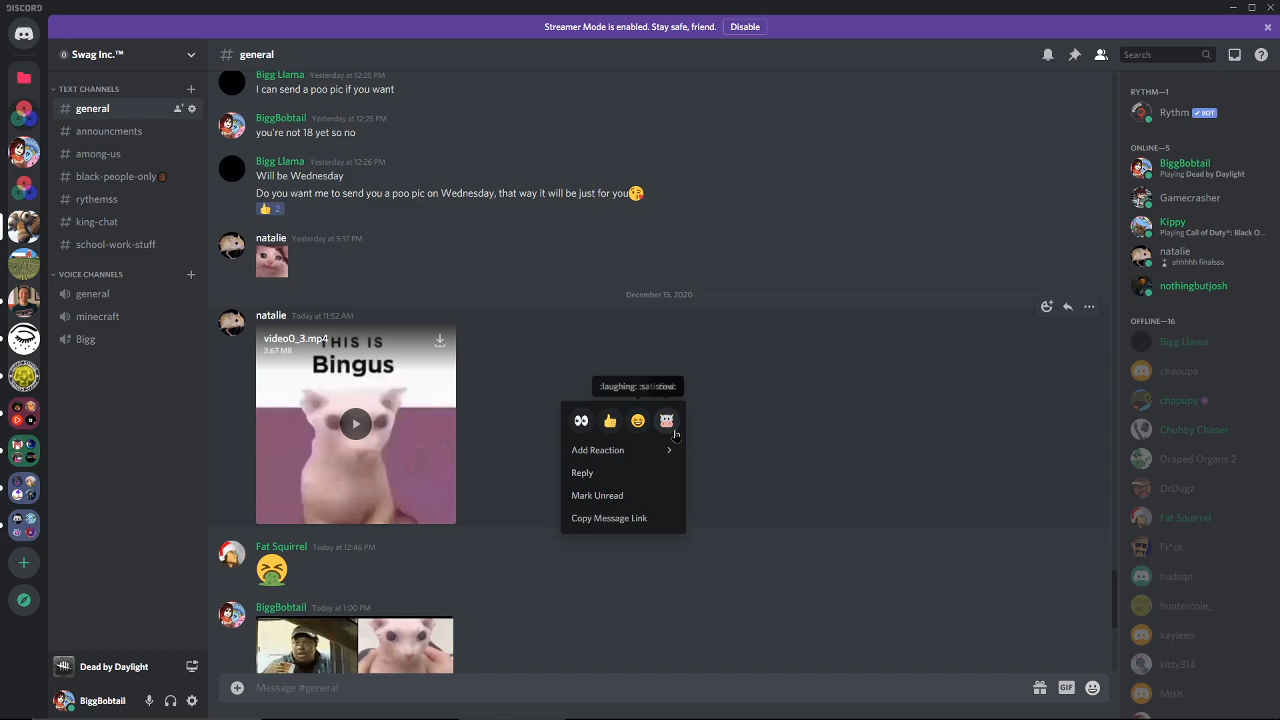 DISCORD
Streamer Mode is enabled. Stay safe, friend.
Disable
Swag Inc.™
general
Search
TEXT CHANNELS
general
announcments
among-us
black-people-only
rythemss
king-chat
school-work-stuff
VOICE CHANNELS
general
minecraft
Bigg
Dead by Daylight
BiggBobtail
Bigg Llama Yesterday at 12:25 PM
I can send a poo pic if you want
BiggBobtail Yesterday at 12:25 PM
you're not 18 yet so no
Bigg Llama Yesterday at 12:26 PM
Will be Wednesday
Do you want me to send you a poo pic on Wednesday, that way it will be just for you
2
natalie Yesterday at 5:17 PM
December 15, 2020
natalie Today at 11:52 AM
video0_3.mp4
3.67 MB
THIS IS
Bingus
:laughing:
Add Reaction
Reply
Mark Unread
Copy Message Link
Fat Squirrel Today at 12:46 PM
BiggBobtail Today at 1:00 PM
Message #general
GIF
RYTHM—1
Rythm BOT
ONLINE—5
BiggBobtail
Playing Dead by Daylight
Gamecrasher
Kippy
Playing Call of Duty®: Black O...
natalie
ahhhhh finalsss
nothingbutjosh
OFFLINE—16
Bigg Llama
chapupa
chapupy
Chubby Chaser
Draped Organs 2
DrDugz
Fat Squirrel
Fr*ck
hudsqn
huntercole_
kayleen
kitty314
Mish